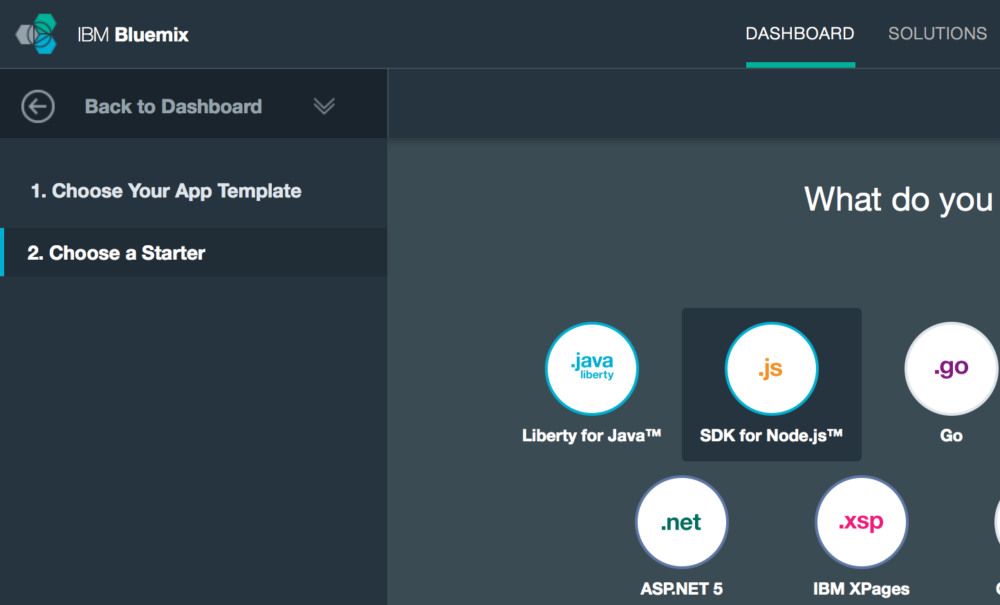 IBM Bluemix
DASHBOARD
SOLUTIONS
Back to Dashboard
1. Choose Your App Template
2. Choose a Starter
What do you
.java
liberty
.js
.go
Liberty for Java™
SDK for Node.js™
Go
.net
.xsp
ASP.NET 5
IBM XPages